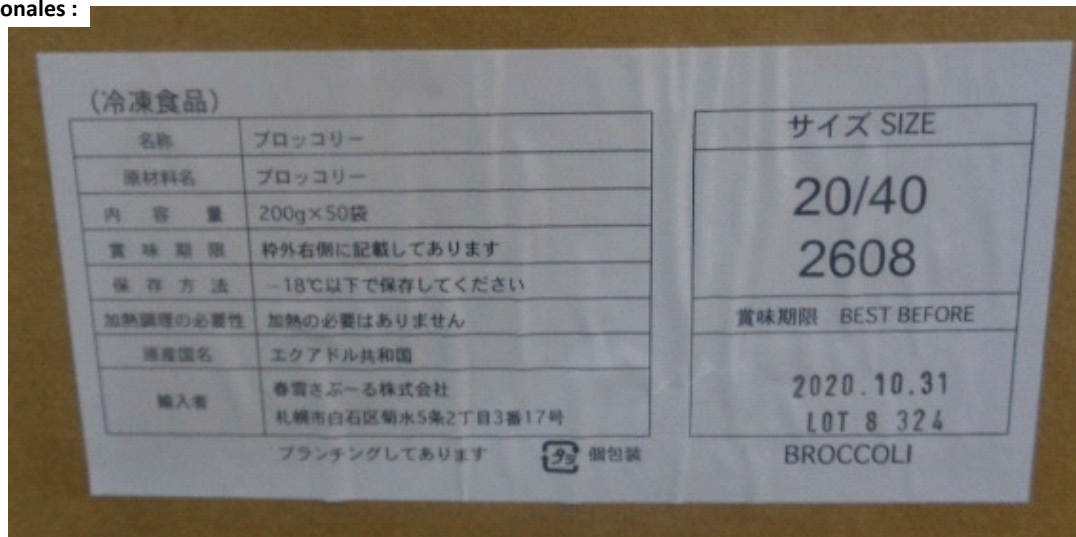 onales :
(冷凍食品)
名称 ブロッコリー
原材料名 ブロッコリー
内容量 200g×50袋
賞味期限 枠外右側に記載してあります
保存方法 −18℃以下で保存してください
加熱調理の必要性 加熱の必要はありません
原産国名 エクアドル共和国
輸入者 春雪さぶーる株式会社
札幌市白石区菊水5条2丁目3番17号
ブランチングしてあります プラ 個包装
サイズ SIZE
20/40
2608
賞味期限 BEST BEFORE
2020.10.31
LOT 8 324
BROCCOLI